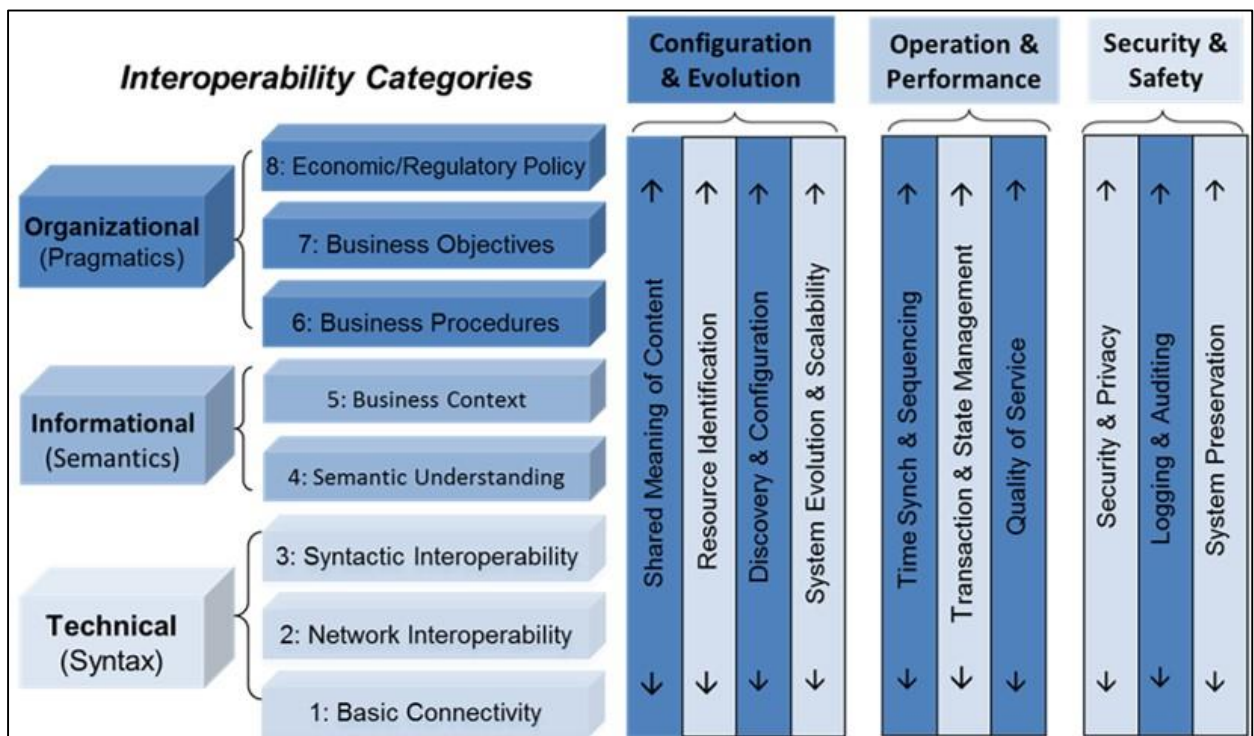 Interoperability Categories
Configuration
& Evolution
Operation &
Performance
Security &
Safety
Organizational
(Pragmatics)
8: Economic/Regulatory Policy
7: Business Objectives
6: Business Procedures
Informational
(Semantics)
5: Business Context
4: Semantic Understanding
Technical
(Syntax)
3: Syntactic Interoperability
2: Network Interoperability
1: Basic Connectivity
Shared Meaning of Content
Resource Identification
Discovery & Configuration
System Evolution & Scalability
Time Synch & Sequencing
Transaction & State Management
Quality of Service
Security & Privacy
Logging & Auditing
System Preservation